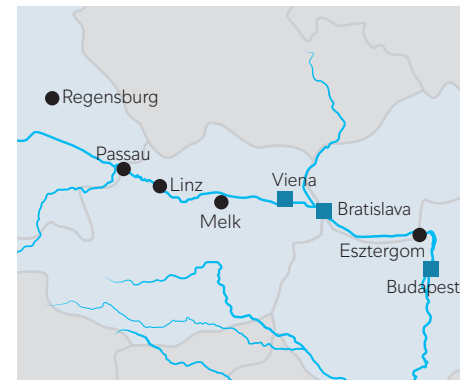 Regensburg
Passau
Linz
Viena
Melk
Bratislava
Esztergom
Budapest